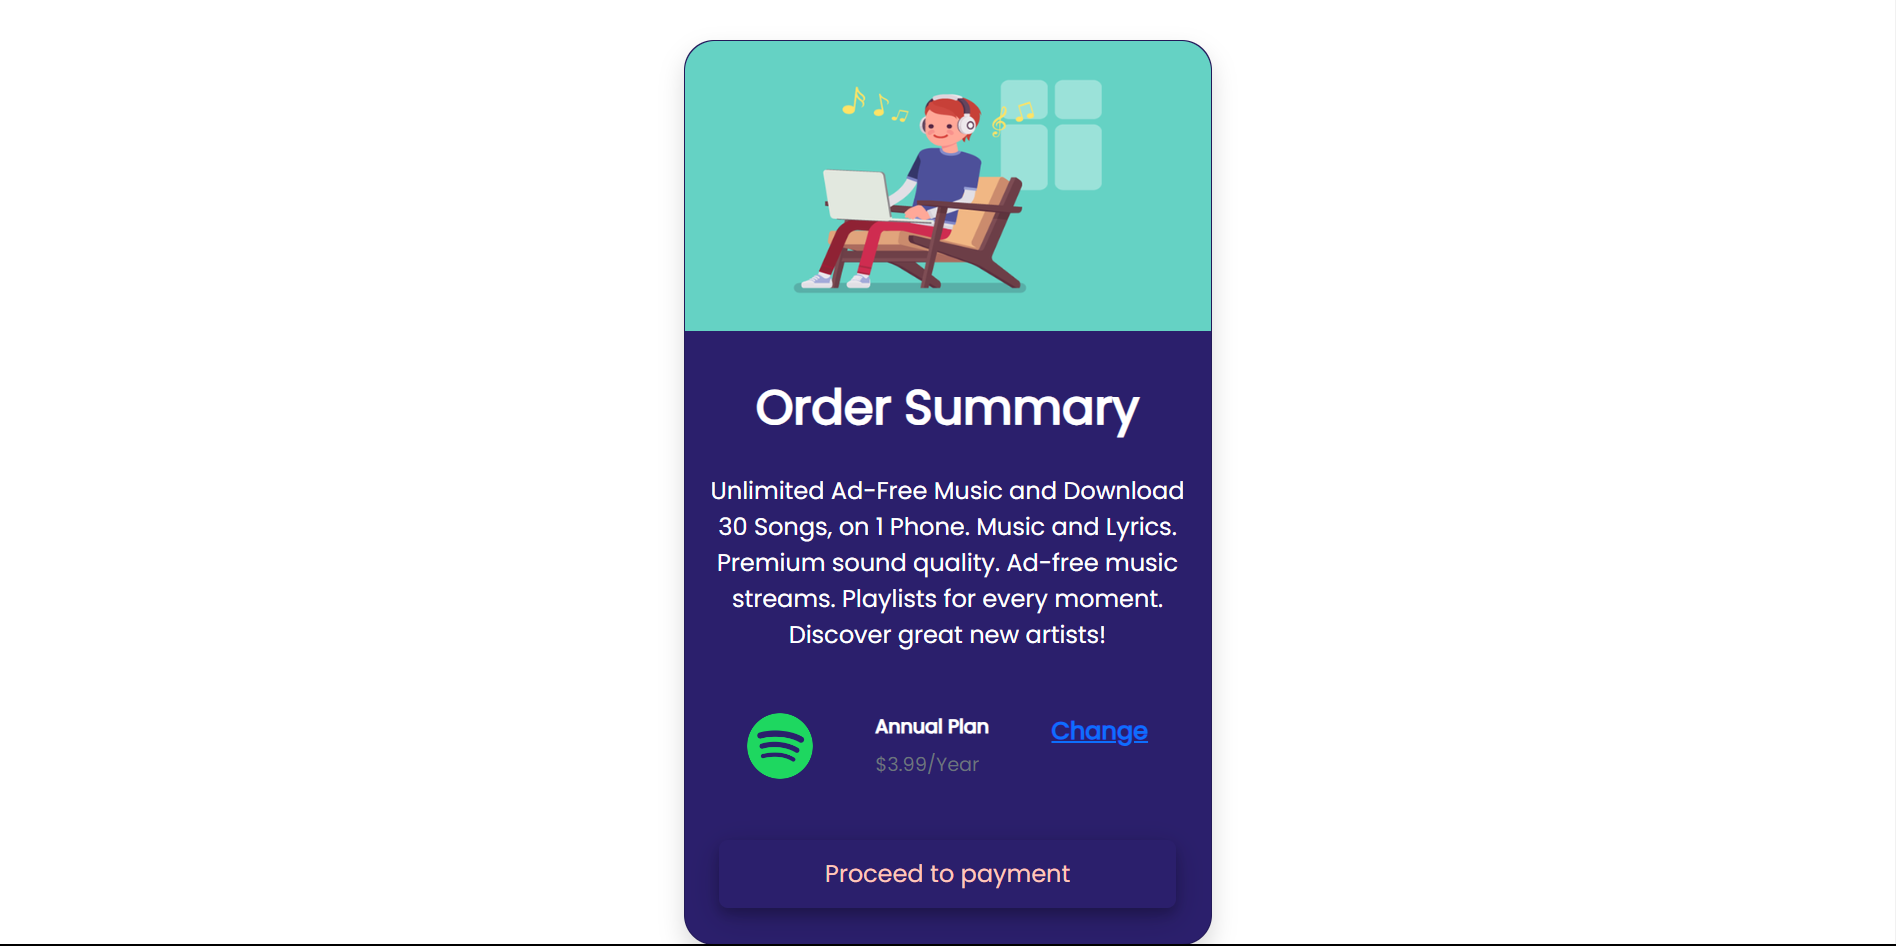 Order Summary
Unlimited Ad-Free Music and Download
30 Songs, on 1 Phone. Music and Lyrics.
Premium sound quality. Ad-free music
streams. Playlists for every moment.
Discover great new artists!
Annual Plan
Change
$3.99/Year
Proceed to payment